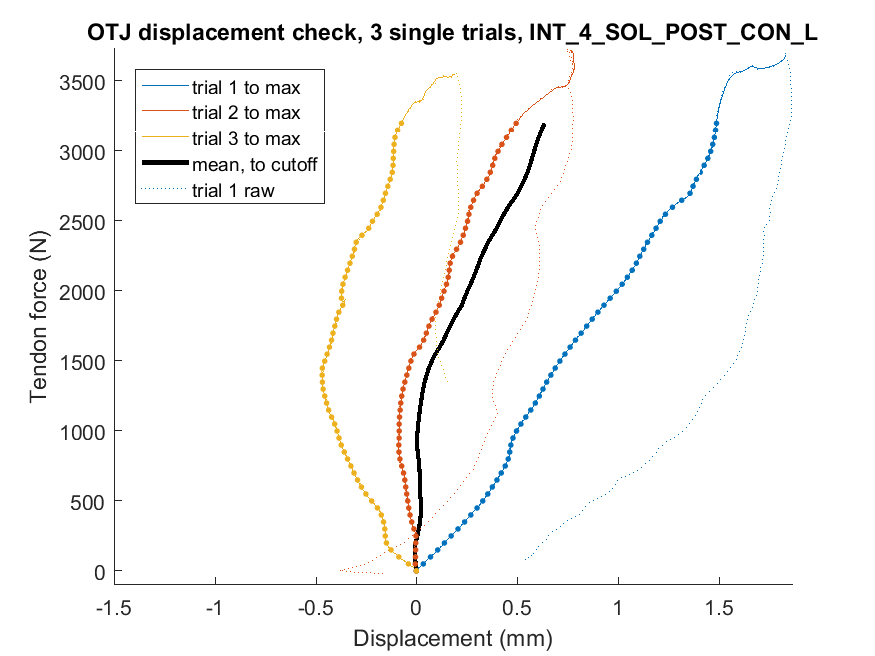 OTJ displacement check, 3 single trials, INT_4_SOL_POST_CON_L
3500
3000
2500
2000
1500
1000
500
0
Tendon force (N)
trial 1 to max
trial 2 to max
trial 3 to max
mean, to cutoff
trial 1 raw
-1.5
-1
-0.5
0
0.5
1
1.5
Displacement (mm)